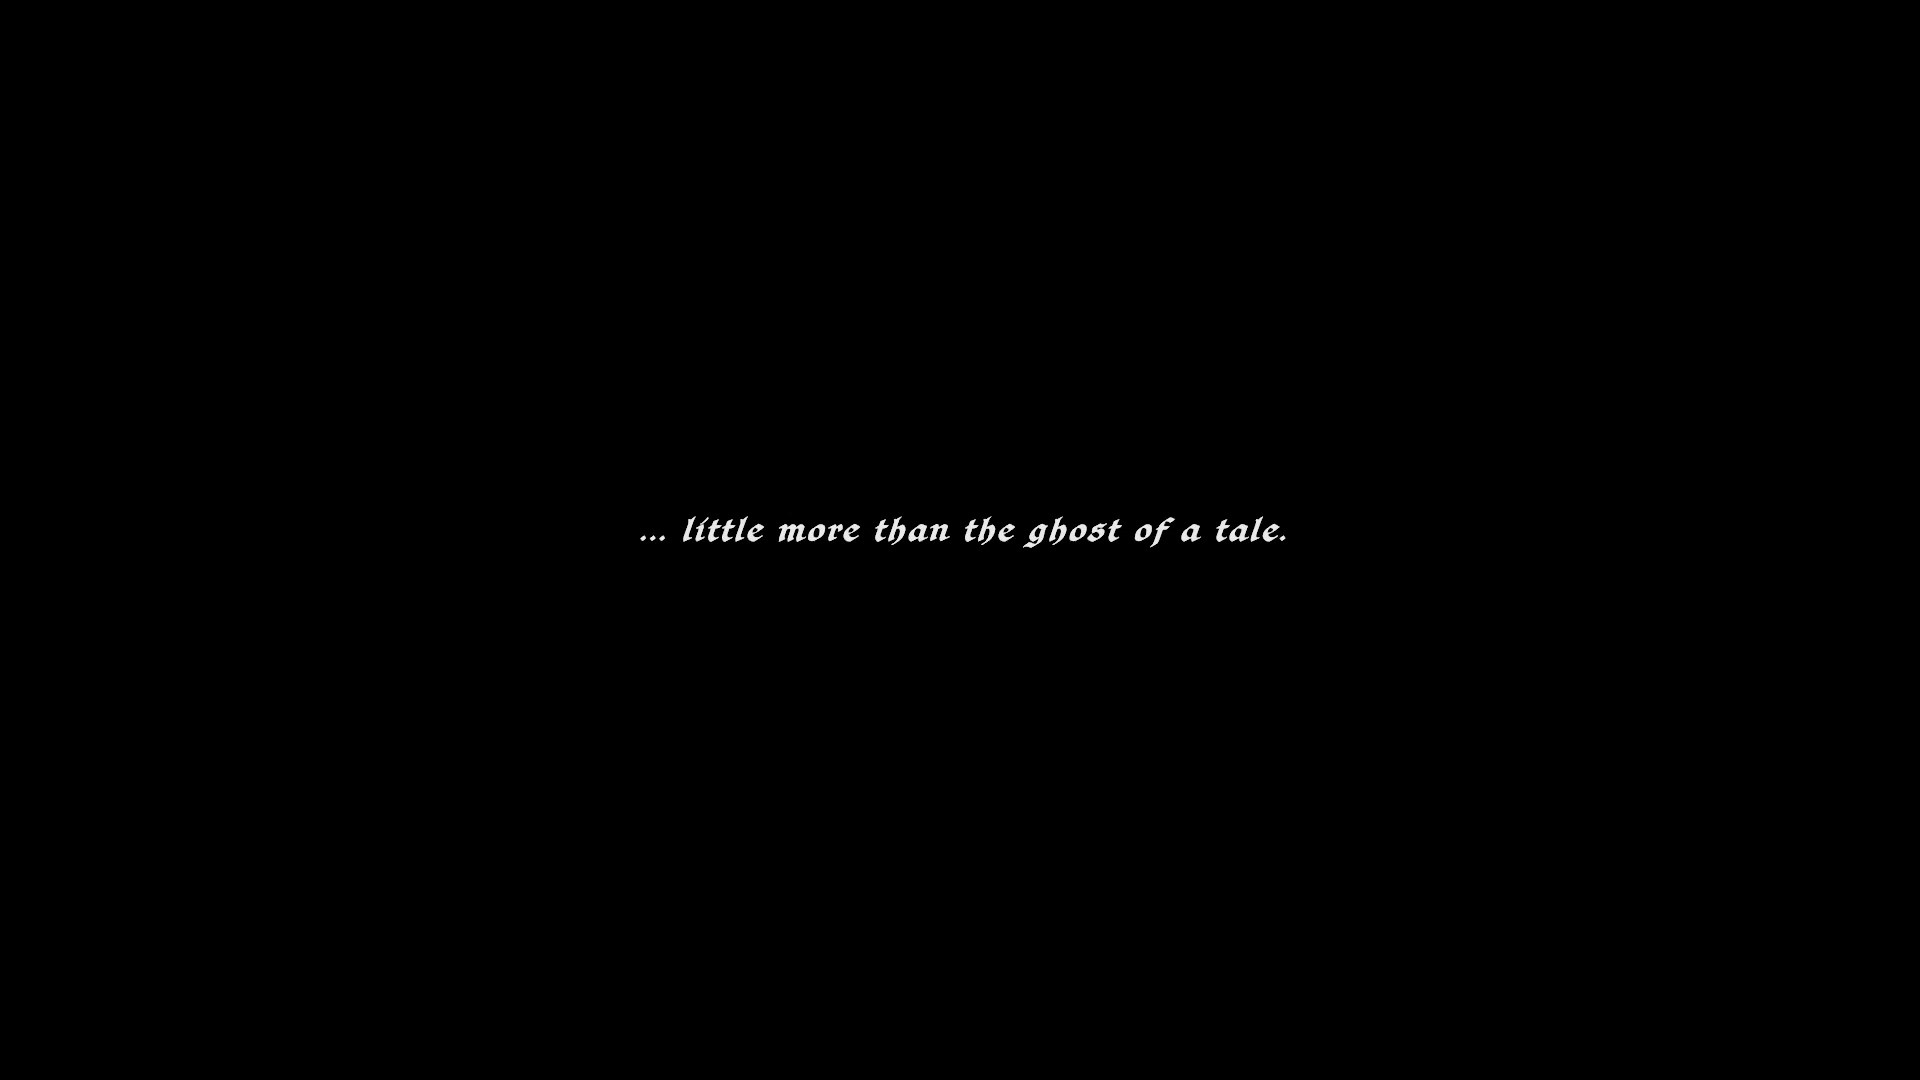 ... little more than the ghost of a tale.